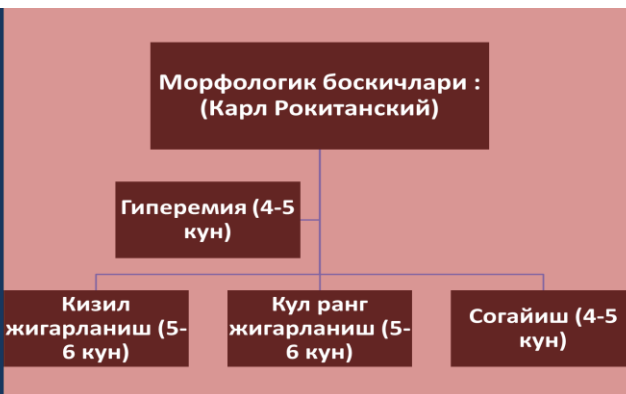 Морфологик боскичлари :
(Карл Рокитанский)
Гиперемия (4-5
кун)
Кизил
жигарланиш (5-
6 кун)
Кул ранг
жигарланиш (5-
6 кун)
Согайиш (4-5
кун)